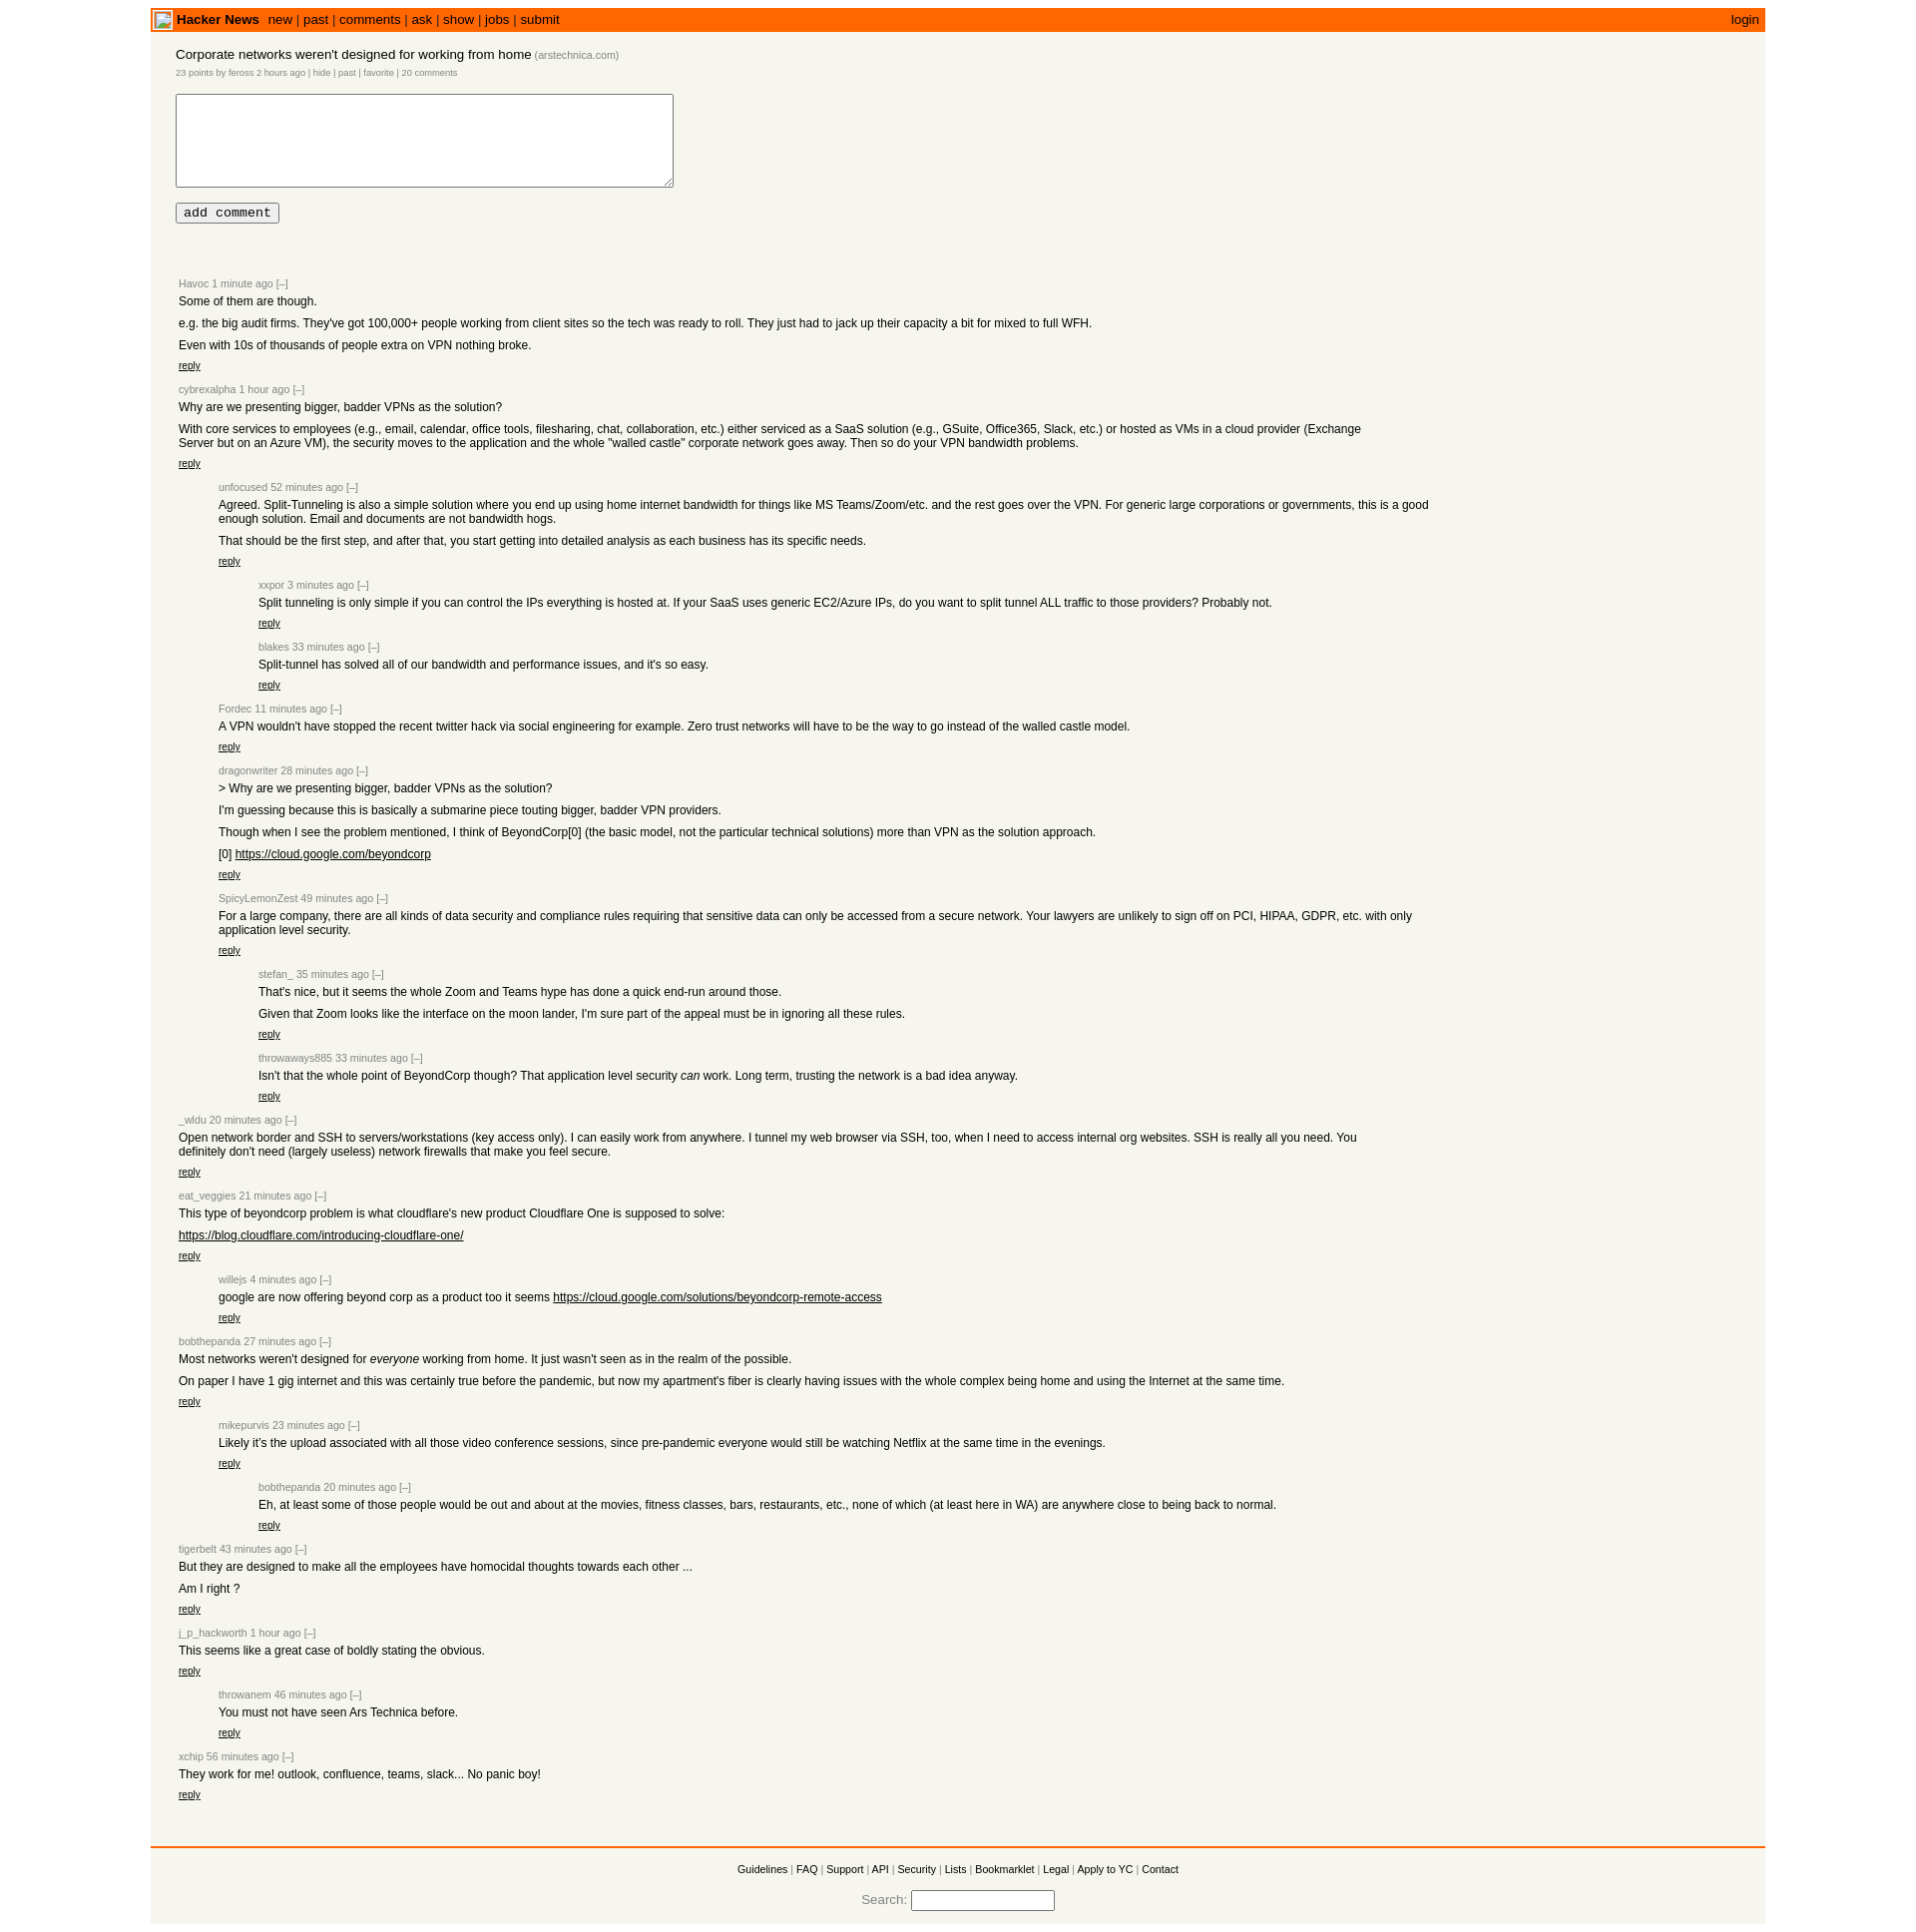 Hacker News new | past | comments | ask | show | jobs | submit login
Corporate networks weren't designed for working from home (arstechnica.com)
23 points by feross 2 hours ago | hide | past | favorite | 20 comments
add comment
Havoc 1 minute ago [–]
Some of them are though.
e.g. the big audit firms. They've got 100,000+ people working from client sites so the tech was ready to roll. They just had to jack up their capacity a bit for mixed to full WFH.
Even with 10s of thousands of people extra on VPN nothing broke.
reply
cybrexalpha 1 hour ago [–]
Why are we presenting bigger, badder VPNs as the solution?
With core services to employees (e.g., email, calendar, office tools, filesharing, chat, collaboration, etc.) either serviced as a SaaS solution (e.g., GSuite, Office365, Slack, etc.) or hosted as VMs in a cloud provider (Exchange
Server but on an Azure VM), the security moves to the application and the whole "walled castle" corporate network goes away. Then so do your VPN bandwidth problems.
reply
unfocused 52 minutes ago [–]
Agreed. Split-Tunneling is also a simple solution where you end up using home internet bandwidth for things like MS Teams/Zoom/etc. and the rest goes over the VPN. For generic large corporations or governments, this is a good
enough solution. Email and documents are not bandwidth hogs.
That should be the first step, and after that, you start getting into detailed analysis as each business has its specific needs.
reply
xxpor 3 minutes ago [–]
Split tunneling is only simple if you can control the IPs everything is hosted at. If your SaaS uses generic EC2/Azure IPs, do you want to split tunnel ALL traffic to those providers? Probably not.
reply
blakes 33 minutes ago [–]
Split-tunnel has solved all of our bandwidth and performance issues, and it's so easy.
reply
Fordec 11 minutes ago [–]
A VPN wouldn't have stopped the recent twitter hack via social engineering for example. Zero trust networks will have to be the way to go instead of the walled castle model.
reply
dragonwriter 28 minutes ago [–]
> Why are we presenting bigger, badder VPNs as the solution?
I'm guessing because this is basically a submarine piece touting bigger, badder VPN providers.
Though when I see the problem mentioned, I think of BeyondCorp[0] (the basic model, not the particular technical solutions) more than VPN as the solution approach.
[0] https://cloud.google.com/beyondcorp
reply
SpicyLemonZest 49 minutes ago [–]
For a large company, there are all kinds of data security and compliance rules requiring that sensitive data can only be accessed from a secure network. Your lawyers are unlikely to sign off on PCI, HIPAA, GDPR, etc. with only
application level security.
reply
stefan_ 35 minutes ago [–]
That's nice, but it seems the whole Zoom and Teams hype has done a quick end-run around those.
Given that Zoom looks like the interface on the moon lander, I'm sure part of the appeal must be in ignoring all these rules.
reply
throwaways885 33 minutes ago [–]
Isn't that the whole point of BeyondCorp though? That application level security can work. Long term, trusting the network is a bad idea anyway.
reply
_wldu 20 minutes ago [–]
Open network border and SSH to servers/workstations (key access only). I can easily work from anywhere. I tunnel my web browser via SSH, too, when I need to access internal org websites. SSH is really all you need. You
definitely don't need (largely useless) network firewalls that make you feel secure.
reply
eat_veggies 21 minutes ago [–]
This type of beyondcorp problem is what cloudflare's new product Cloudflare One is supposed to solve:
https://blog.cloudflare.com/introducing-cloudflare-one/
reply
willejs 4 minutes ago [–]
google are now offering beyond corp as a product too it seems https://cloud.google.com/solutions/beyondcorp-remote-access
reply
bobthepanda 27 minutes ago [–]
Most networks weren't designed for everyone working from home. It just wasn't seen as in the realm of the possible.
On paper I have 1 gig internet and this was certainly true before the pandemic, but now my apartment's fiber is clearly having issues with the whole complex being home and using the Internet at the same time.
reply
mikepurvis 23 minutes ago [–]
Likely it's the upload associated with all those video conference sessions, since pre-pandemic everyone would still be watching Netflix at the same time in the evenings.
reply
bobthepanda 20 minutes ago [–]
Eh, at least some of those people would be out and about at the movies, fitness classes, bars, restaurants, etc., none of which (at least here in WA) are anywhere close to being back to normal.
reply
tigerbelt 43 minutes ago [–]
But they are designed to make all the employees have homocidal thoughts towards each other ...
Am I right ?
reply
j_p_hackworth 1 hour ago [–]
This seems like a great case of boldly stating the obvious.
reply
throwanem 46 minutes ago [–]
You must not have seen Ars Technica before.
reply
xchip 56 minutes ago [–]
They work for me! outlook, confluence, teams, slack... No panic boy!
reply
Guidelines | FAQ | Support | API | Security | Lists | Bookmarklet | Legal | Apply to YC | Contact
Search: